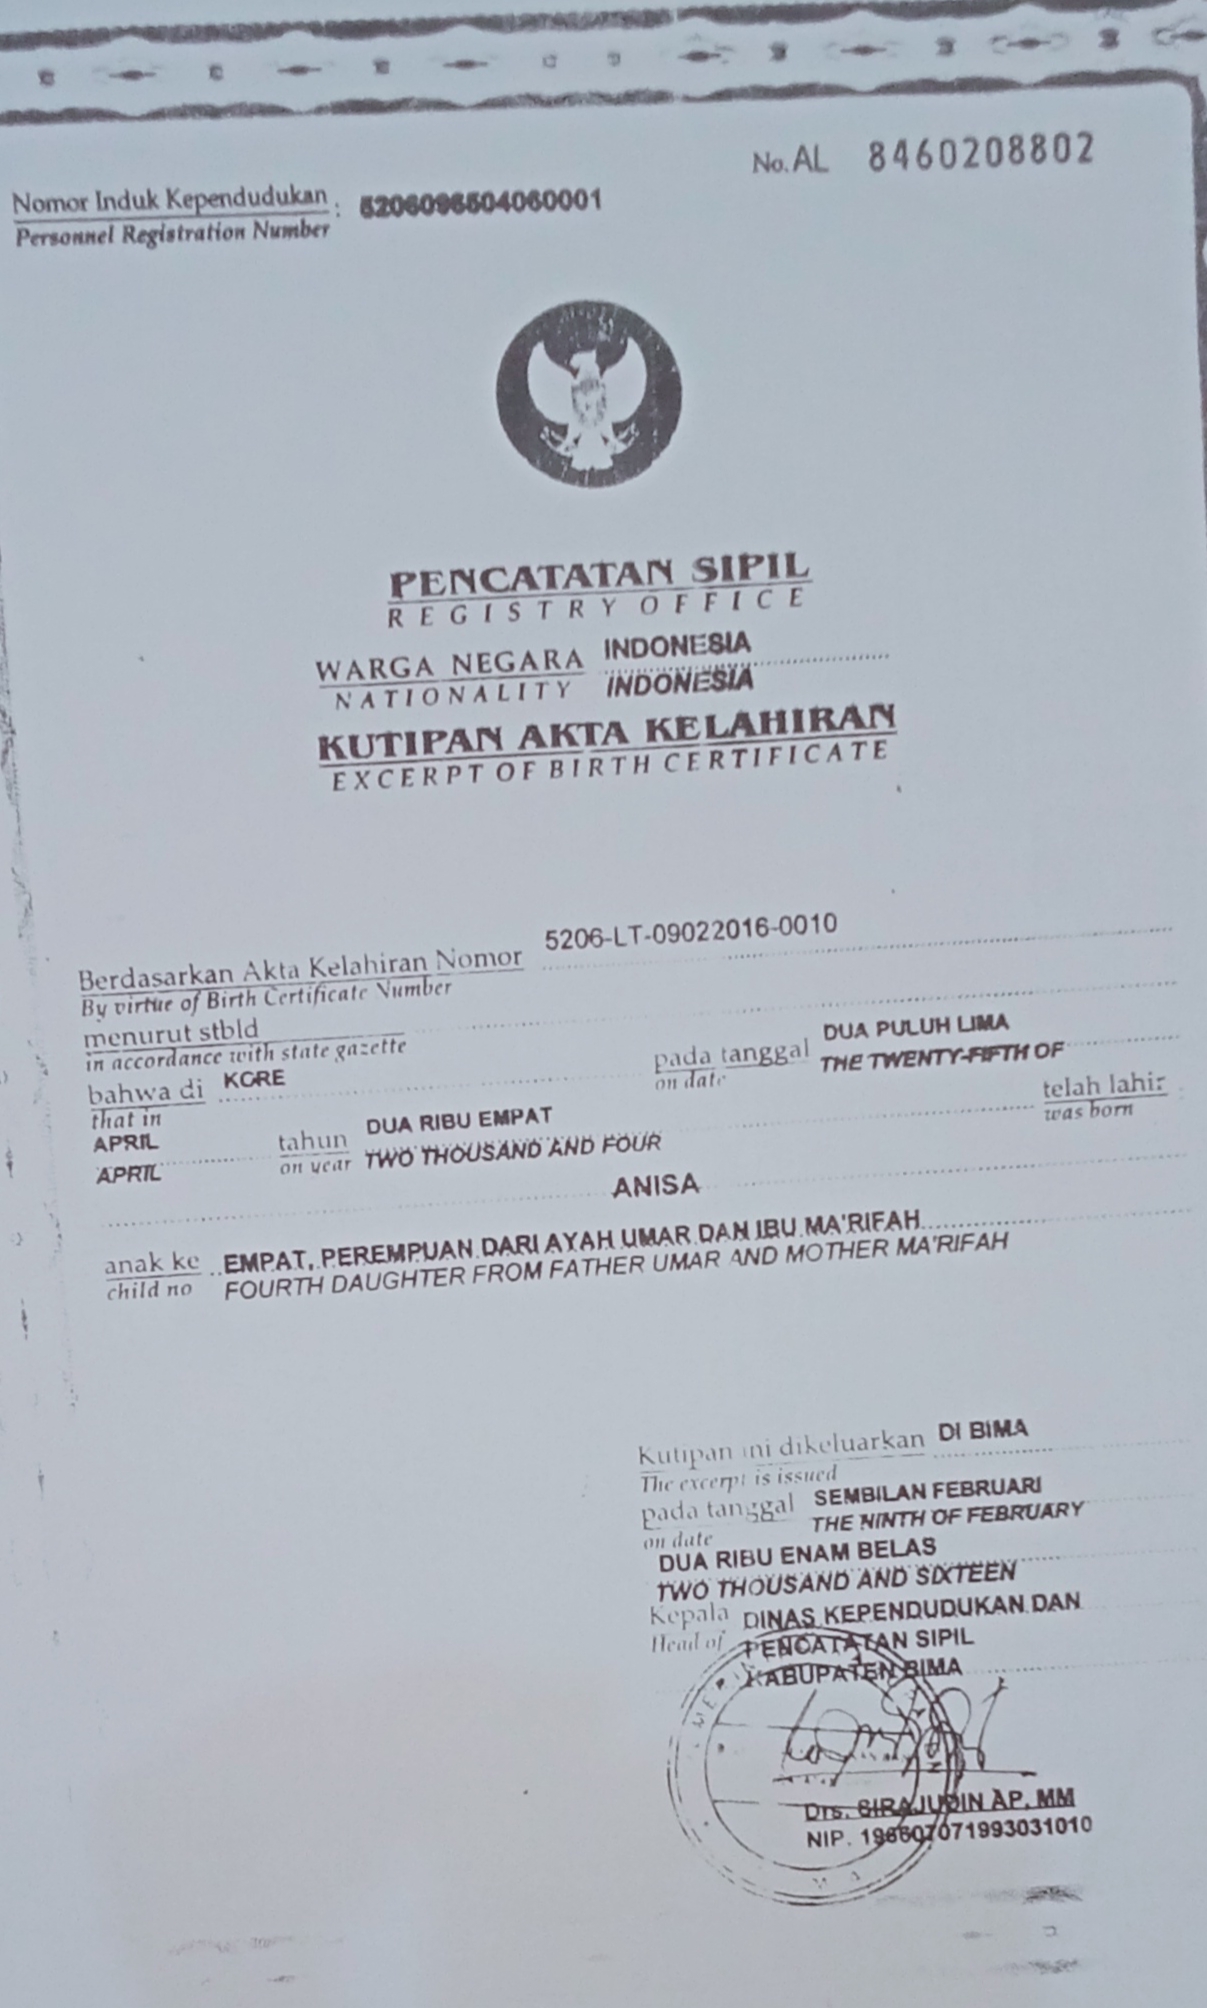 No. AL 8460208802
Nomor Induk Kependudukan : 5206096504060001
Personnel Registration Number
PENCATATAN SIPIL
REGISTRY OFFICE
WARGA NEGARA INDONESIA
NATIONALITY INDONESIA
KUTIPAN AKTA KELAHIRAN
EXCERPT OF BIRTH CERTIFICATE
Berdasarkan Akta Kelahiran Nomor 5206-LT-09022016-0010
By virtue of Birth Certificate Number
menurut stbld
in accordance with state gazette
bahwa di KORE pada tanggal DUA PULUH LIMA
that in on date THE TWENTY-FIFTH OF
APRIL tahun DUA RIBU EMPAT telah lahir
APRIL on year TWO THOUSAND AND FOUR was born
ANISA
anak ke EMPAT, PEREMPUAN DARI AYAH UMAR DAN IBU MA'RIFAH
child no FOURTH DAUGHTER FROM FATHER UMAR AND MOTHER MA'RIFAH
Kutipan ini dikeluarkan DI BIMA
The excerpt is issued
pada tanggal SEMBILAN FEBRUARI
on date THE NINTH OF FEBRUARY
DUA RIBU ENAM BELAS
TWO THOUSAND AND SIXTEEN
Kepala DINAS KEPENDUDUKAN DAN
Head of PENCATATAN SIPIL
KABUPATEN BIMA
Drs. SIRAJUDIN AP, MM
NIP. 196607071993031010